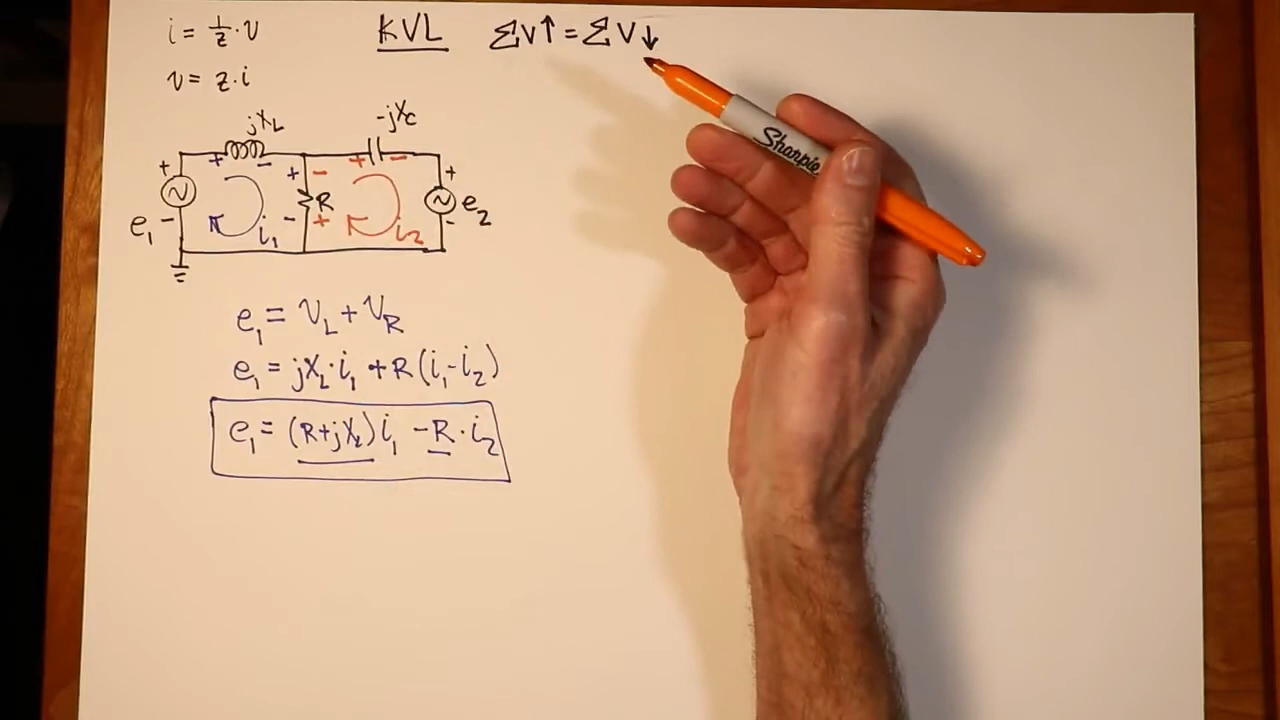 i = 1/z · v
KVL Σv↑ = Σv↓
v = z · i
jXL -jXc
+ + - + - +
+ -
e1 - - R + - e2
i1 i2
e1 = vL + vR
e1 = jXL · i1 + R(i1 - i2)
e1 = (R+jXL)i1 - R · i2
Sharpie